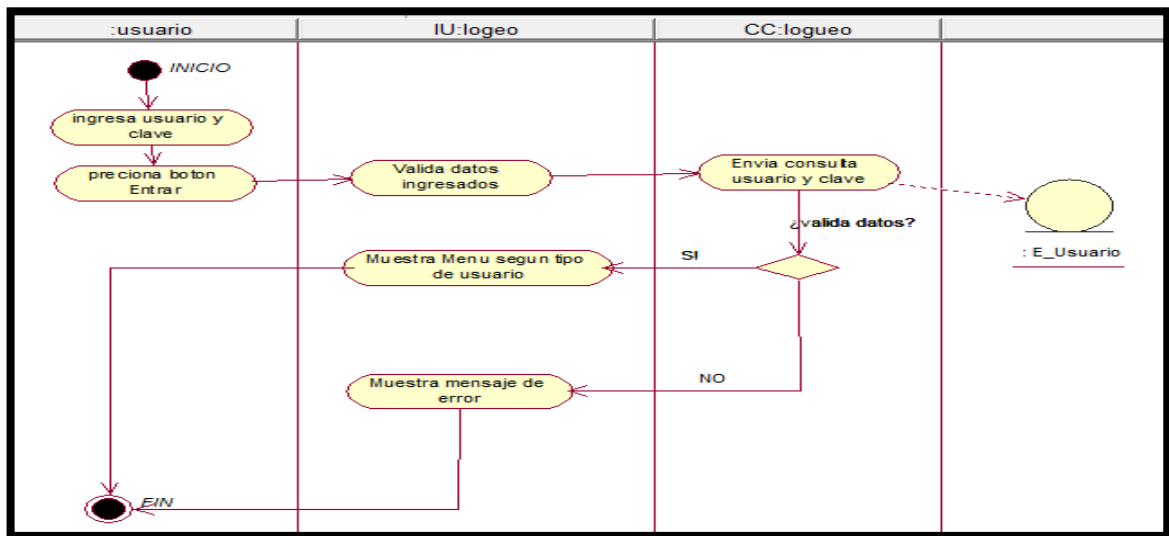 :usuario
IU:logeo
CC:logueo
INICIO
ingresa usuario y
clave
preciona boton
Entrar
Valida datos
ingresados
Envia consulta
usuario y clave
¿valida datos?
: E_Usuario
SI
Muestra Menu segun tipo
de usuario
NO
Muestra mensaje de
error
FIN